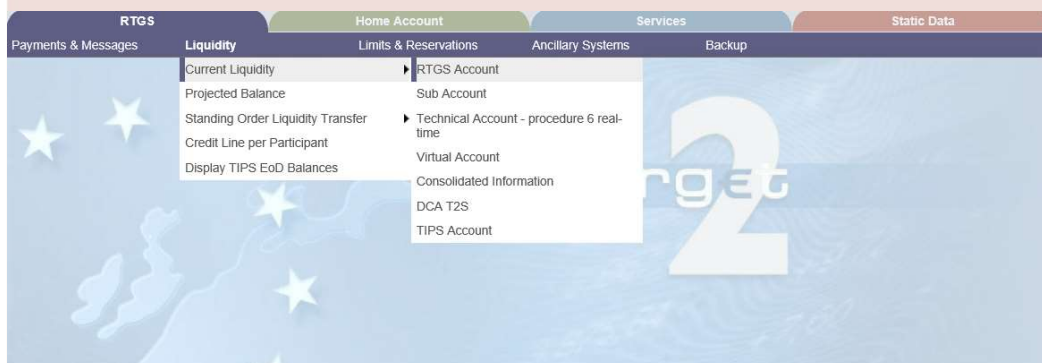 RTGS Home Account Services Static Data
Payments & Messages Liquidity Limits & Reservations Ancillary Systems Backup
Current Liquidity
Projected Balance
Standing Order Liquidity Transfer
Credit Line per Participant
Display TIPS EoD Balances
RTGS Account
Sub Account
Technical Account - procedure 6 real-
time
Virtual Account
Consolidated Information
DCA T2S
TIPS Account
rget
2